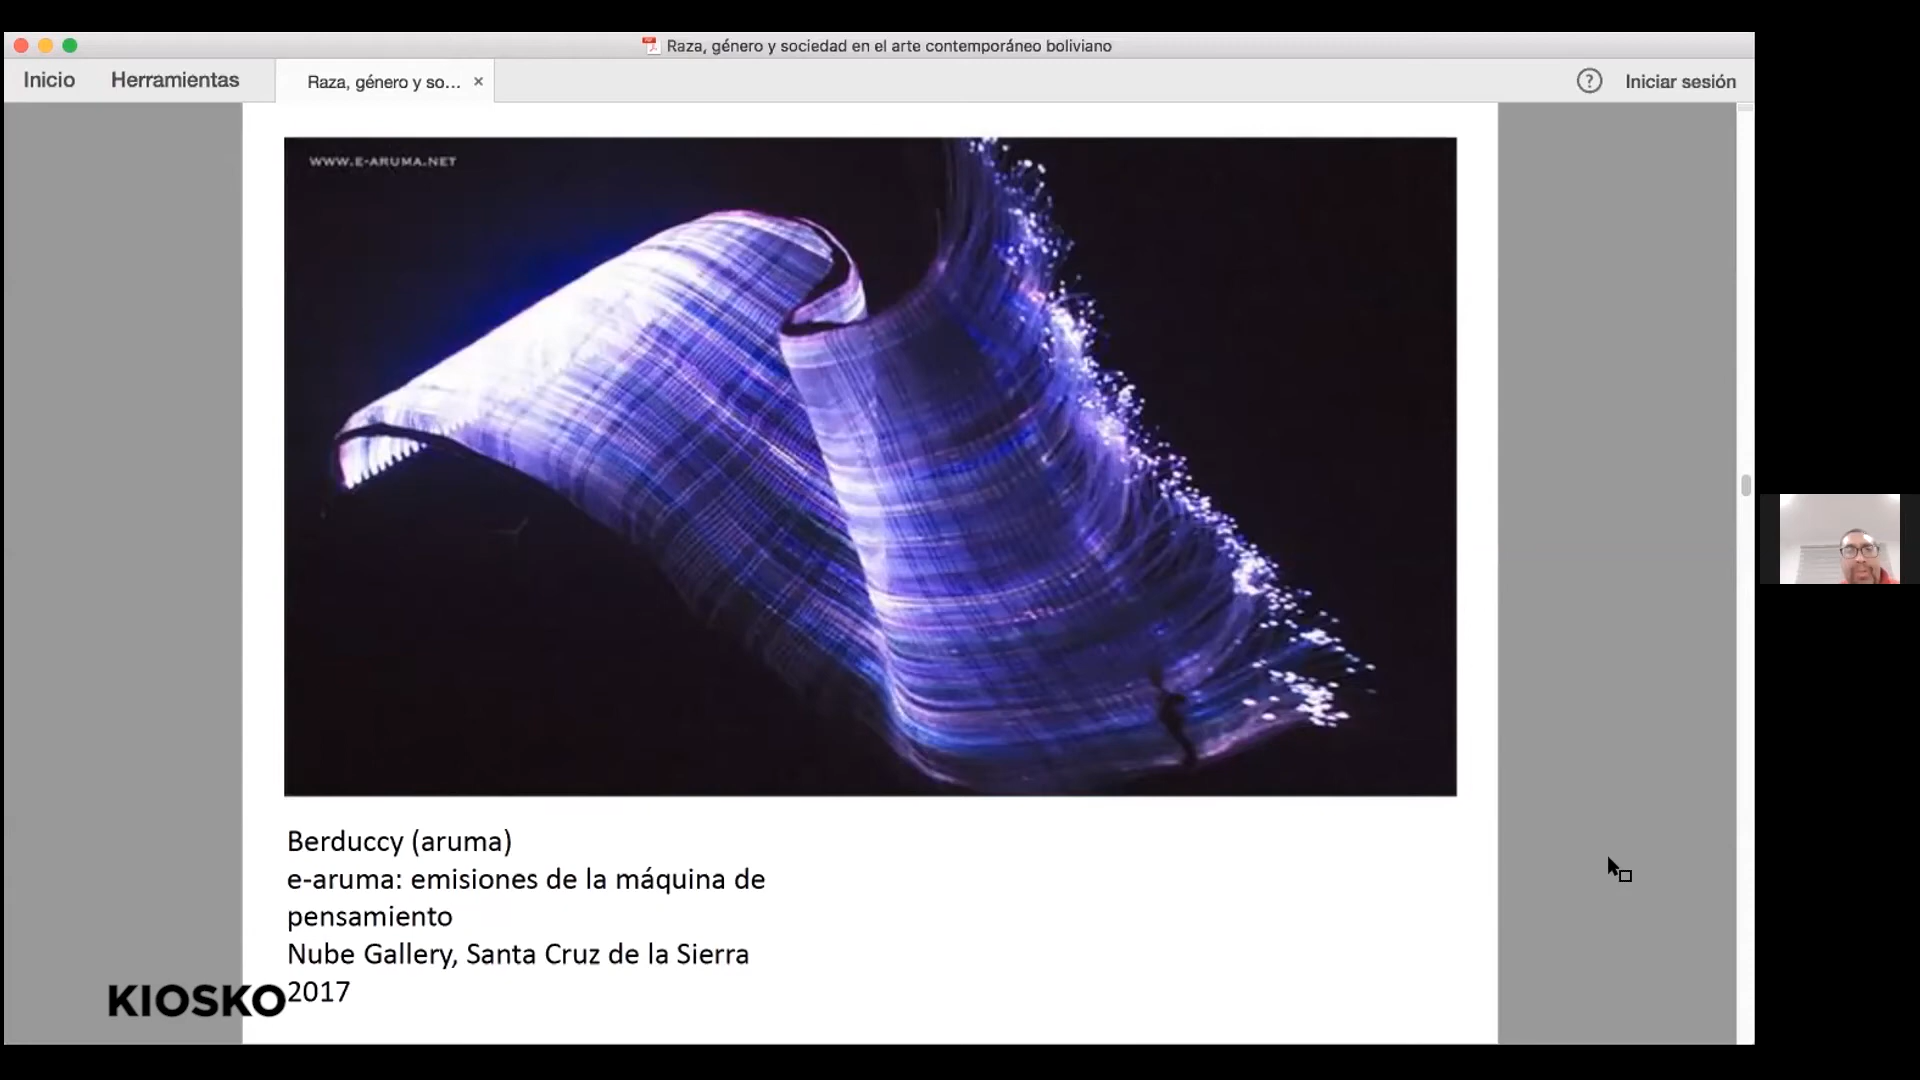 Raza, género y sociedad en el arte contemporáneo boliviano
Inicio Herramientas Raza, género y so... × ? Iniciar sesión
WWW.E-ARUMA.NET
Berduccy (aruma)
e-aruma: emisiones de la máquina de
pensamiento
Nube Gallery, Santa Cruz de la Sierra
2017
KIOSKO